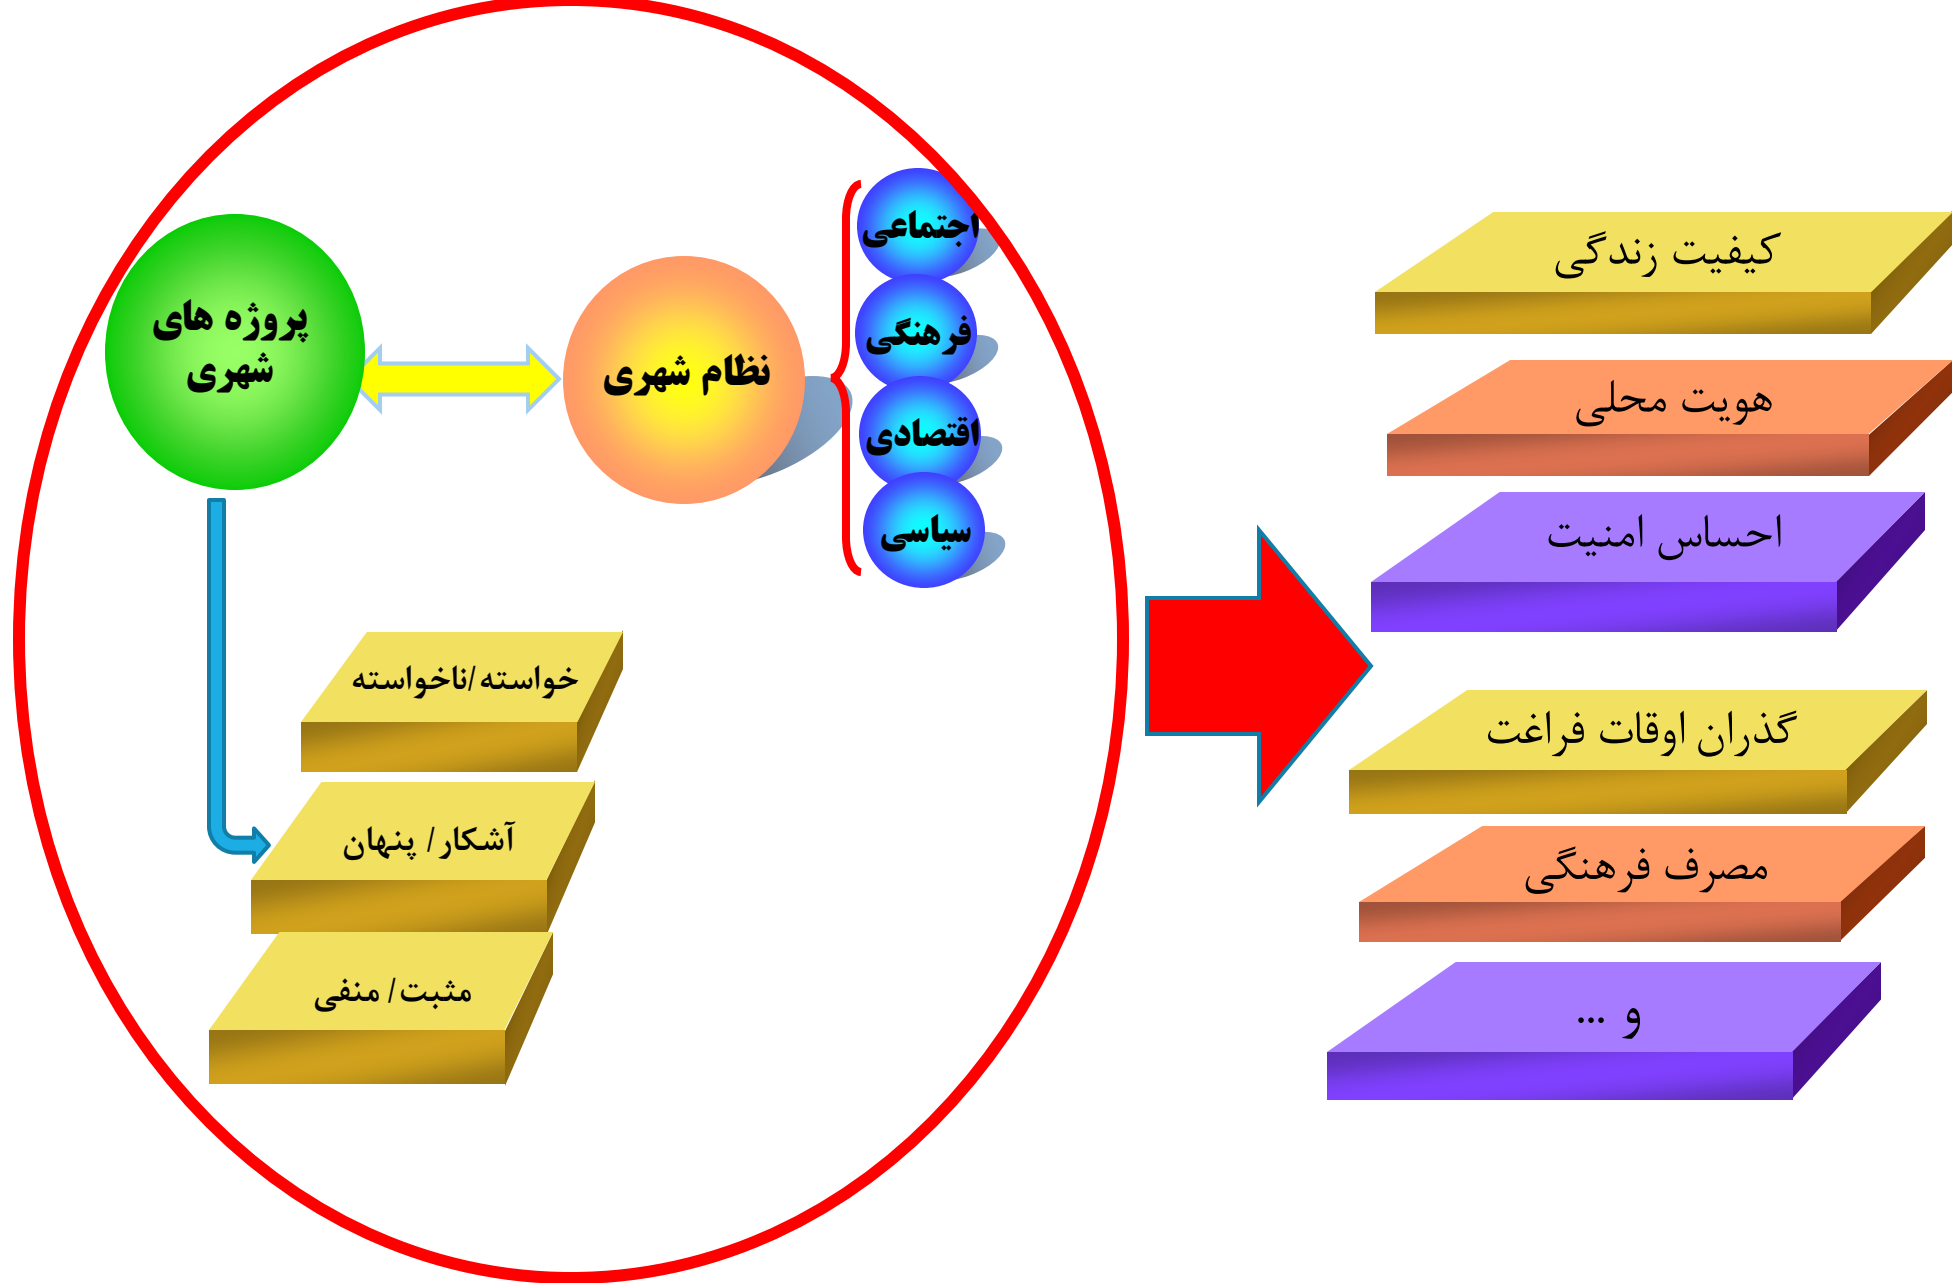 پروژه های
شهری
نظام شهری
اجتماعی
فرهنگی
اقتصادی
سیاسی
خواسته/ناخواسته
آشکار/ پنهان
مثبت/ منفی
کیفیت زندگی
هویت محلی
احساس امنیت
گذران اوقات فراغت
مصرف فرهنگی
و ...